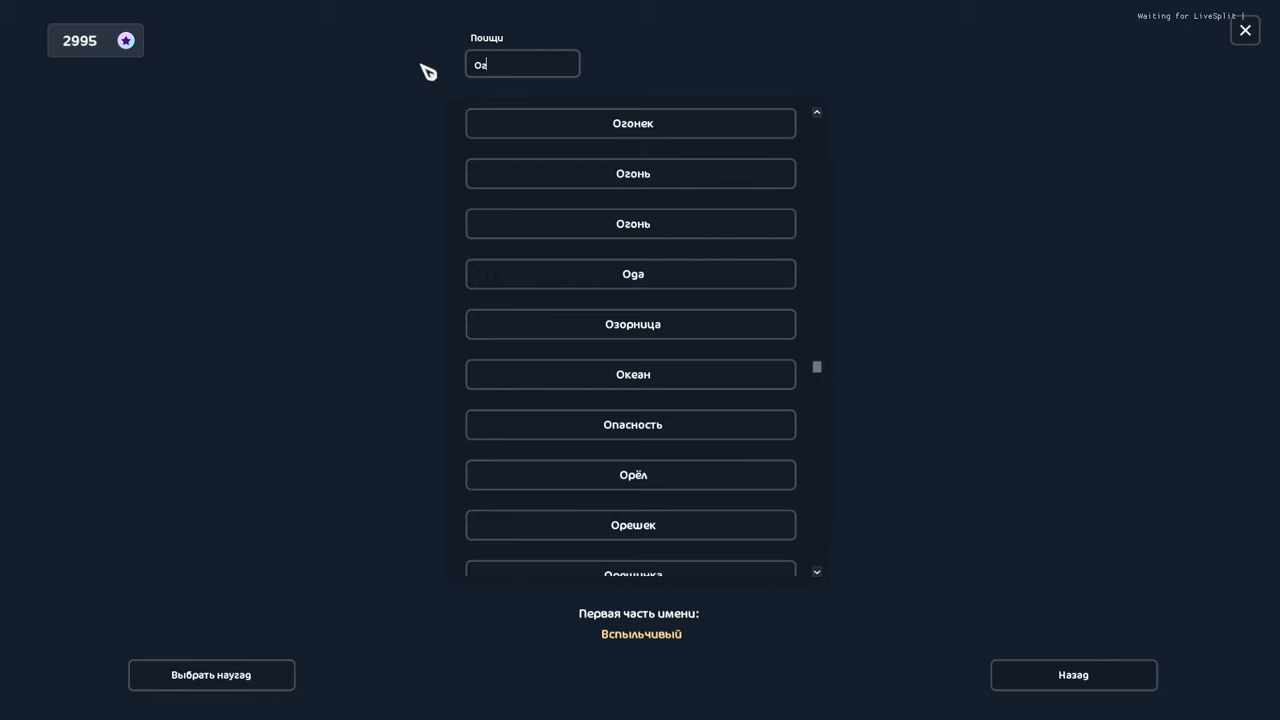 Waiting for LiveSplit |
2995
Поищи
Ог
Огонек
Огонь
Огонь
Ода
Озорница
Океан
Опасность
Орёл
Орешек
Первая часть имени:
Вспыльчивый
Выбрать наугад
Назад